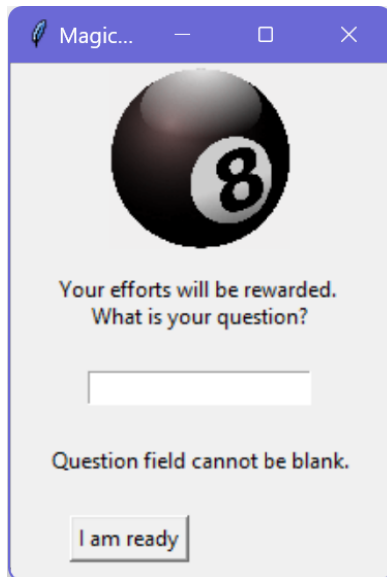 Magic...
8
Your efforts will be rewarded.
What is your question?
Question field cannot be blank.
I am ready